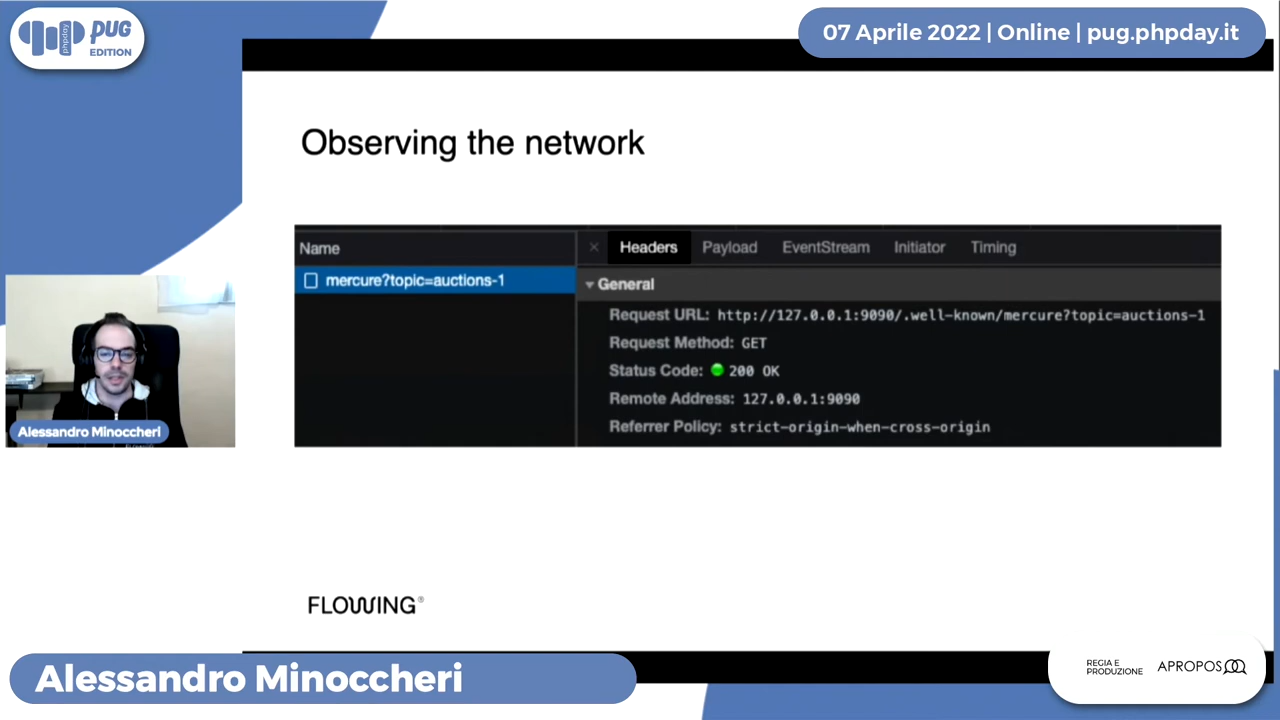 phpday
PUG
EDITION
07 Aprile 2022 | Online | pug.phpday.it
Observing the network
Name
mercure?topic=auctions-1
× Headers Payload EventStream Initiator Timing
General
Request URL: http://127.0.0.1:9090/.well-known/mercure?topic=auctions-1
Request Method: GET
Status Code: 200 OK
Remote Address: 127.0.0.1:9090
Referrer Policy: strict-origin-when-cross-origin
Alessandro Minoccheri
FLOWING®
Alessandro Minoccheri
REGIA E
PRODUZIONE
APROPOS